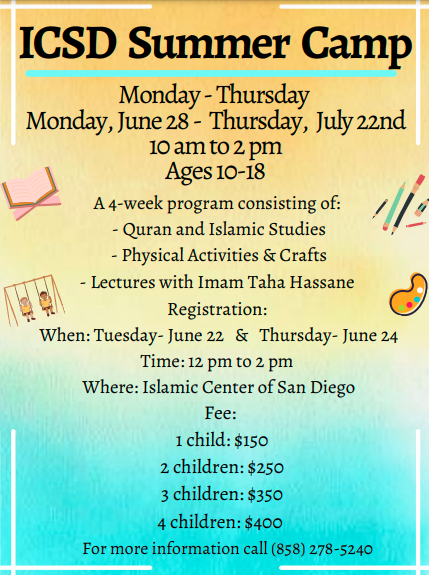 ICSD Summer Camp
Monday - Thursday
Monday, June 28 - Thursday, July 22nd
10 am to 2 pm
Ages 10-18
A 4-week program consisting of:
- Quran and Islamic Studies
- Physical Activities & Crafts
- Lectures with Imam Taha Hassane
Registration:
When: Tuesday- June 22 & Thursday- June 24
Time: 12 pm to 2 pm
Where: Islamic Center of San Diego
Fee:
1 child: $150
2 children: $250
3 children: $350
4 children: $400
For more information call (858) 278-5240